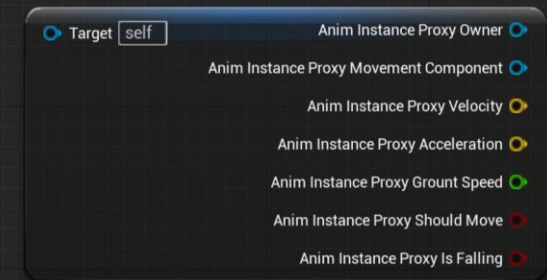 Target self
Anim Instance Proxy Owner
Anim Instance Proxy Movement Component
Anim Instance Proxy Velocity
Anim Instance Proxy Acceleration
Anim Instance Proxy Grount Speed
Anim Instance Proxy Should Move
Anim Instance Proxy Is Falling